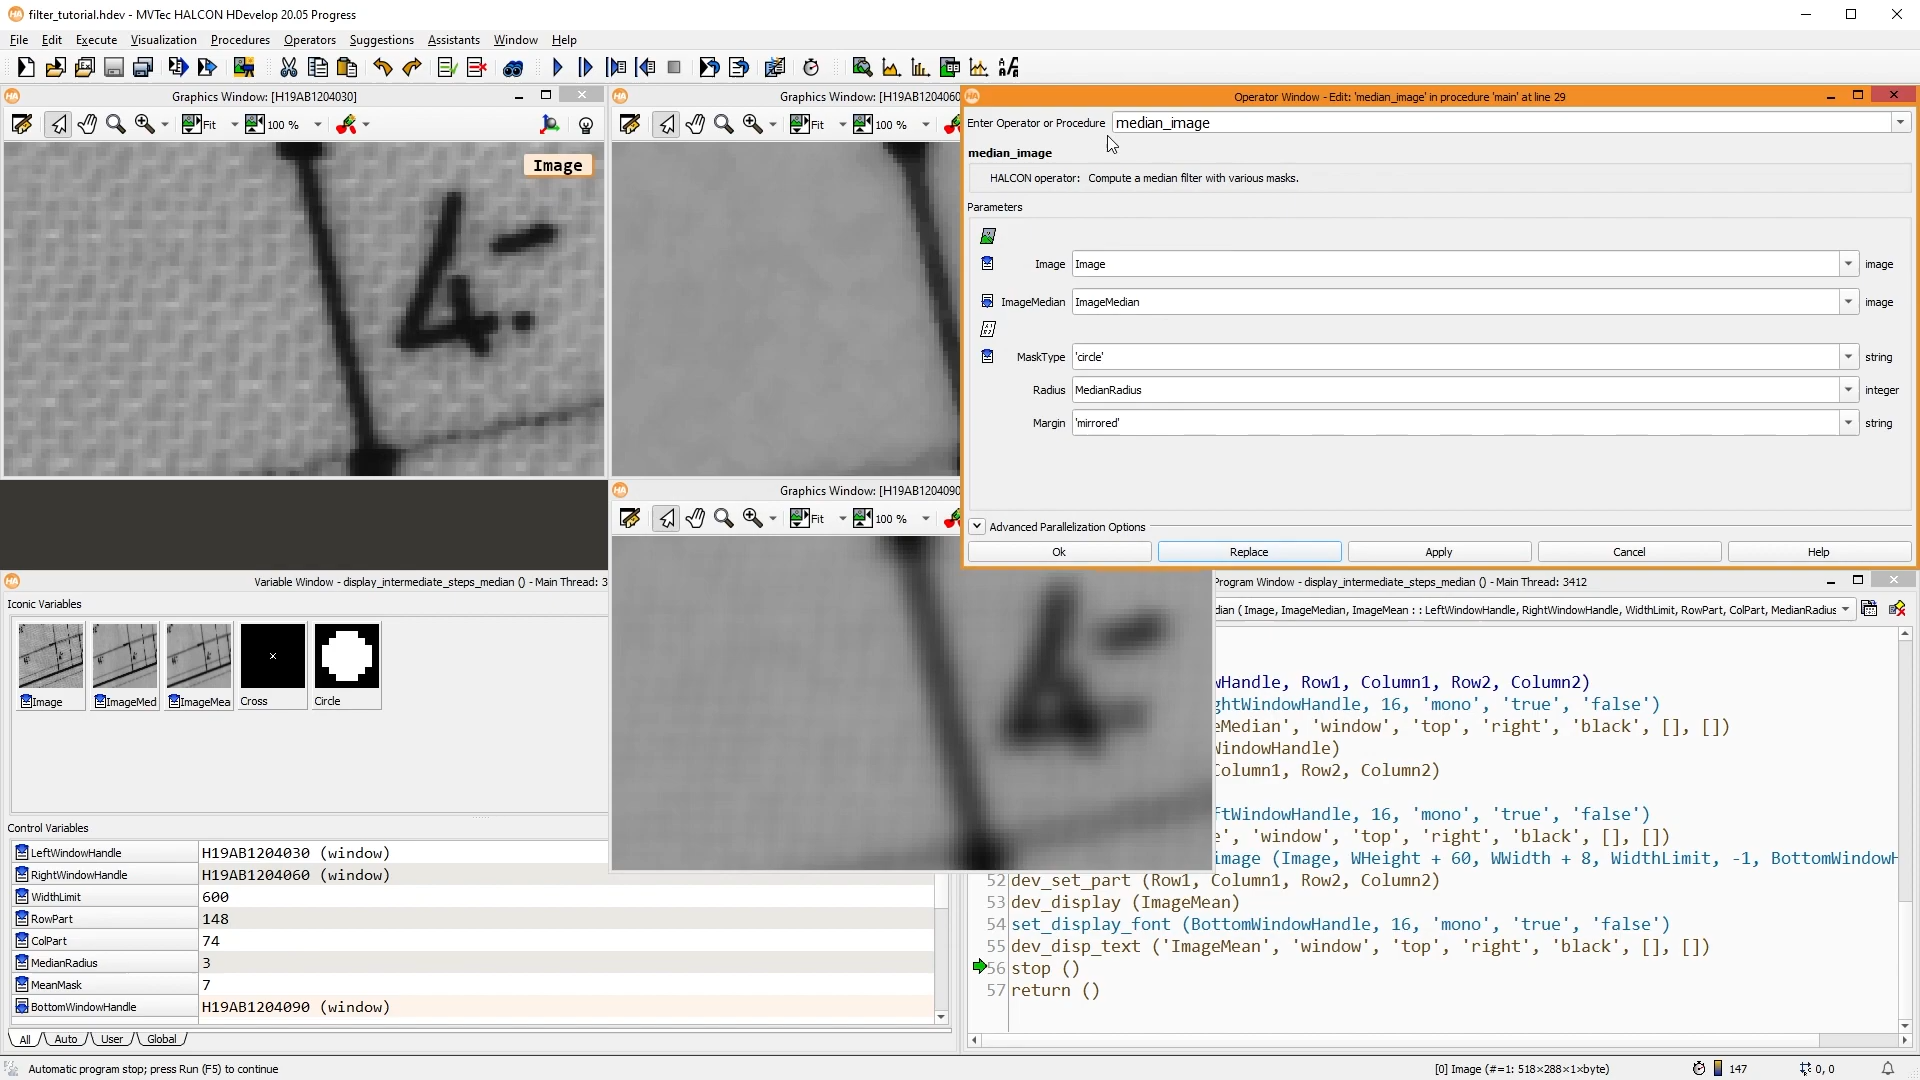 filter_tutorial.hdev - MVTec HALCON HDevelop 20.05 Progress
File Edit Execute Visualization Procedures Operators Suggestions Assistants Window Help
Graphics Window: [H19AB1204030]
Fit 100 %
Image
4-
Graphics Window: [H19AB1204060
Fit 100 %
Operator Window - Edit: 'median_image' in procedure 'main' at line 29
Enter Operator or Procedure median_image
median_image
HALCON operator: Compute a median filter with various masks.
Parameters
Image Image image
ImageMedian ImageMedian image
MaskType 'circle' string
Radius MedianRadius integer
Margin 'mirrored' string
Advanced Parallelization Options
Ok Replace Apply Cancel Help
Graphics Window: [H19AB1204090
Fit 100 %
4-
Variable Window - display_intermediate_steps_median () - Main Thread: 3
Iconic Variables
Image ImageMed ImageMea Cross Circle
Control Variables
LeftWindowHandle H19AB1204030 (window)
RightWindowHandle H19AB1204060 (window)
WidthLimit 600
RowPart 148
ColPart 74
MedianRadius 3
MeanMask 7
BottomWindowHandle H19AB1204090 (window)
All Auto User Global
Program Window - display_intermediate_steps_median () - Main Thread: 3412
dian ( Image, ImageMedian, ImageMean : : LeftWindowHandle, RightWindowHandle, WidthLimit, RowPart, ColPart, MedianRadius
wHandle, Row1, Column1, Row2, Column2)
ghtWindowHandle, 16, 'mono', 'true', 'false')
eMedian', 'window', 'top', 'right', 'black', [], [])
WindowHandle)
Column1, Row2, Column2)
ftWindowHandle, 16, 'mono', 'true', 'false')
e', 'window', 'top', 'right', 'black', [], [])
image (Image, WHeight + 60, WWidth + 8, WidthLimit, -1, BottomWindowH
52 dev_set_part (Row1, Column1, Row2, Column2)
53 dev_display (ImageMean)
54 set_display_font (BottomWindowHandle, 16, 'mono', 'true', 'false')
55 dev_disp_text ('ImageMean', 'window', 'top', 'right', 'black', [], [])
56 stop ()
57 return ()
Automatic program stop; press Run (F5) to continue
[0] Image (#=1: 518×288×1×byte)
147
0, 0